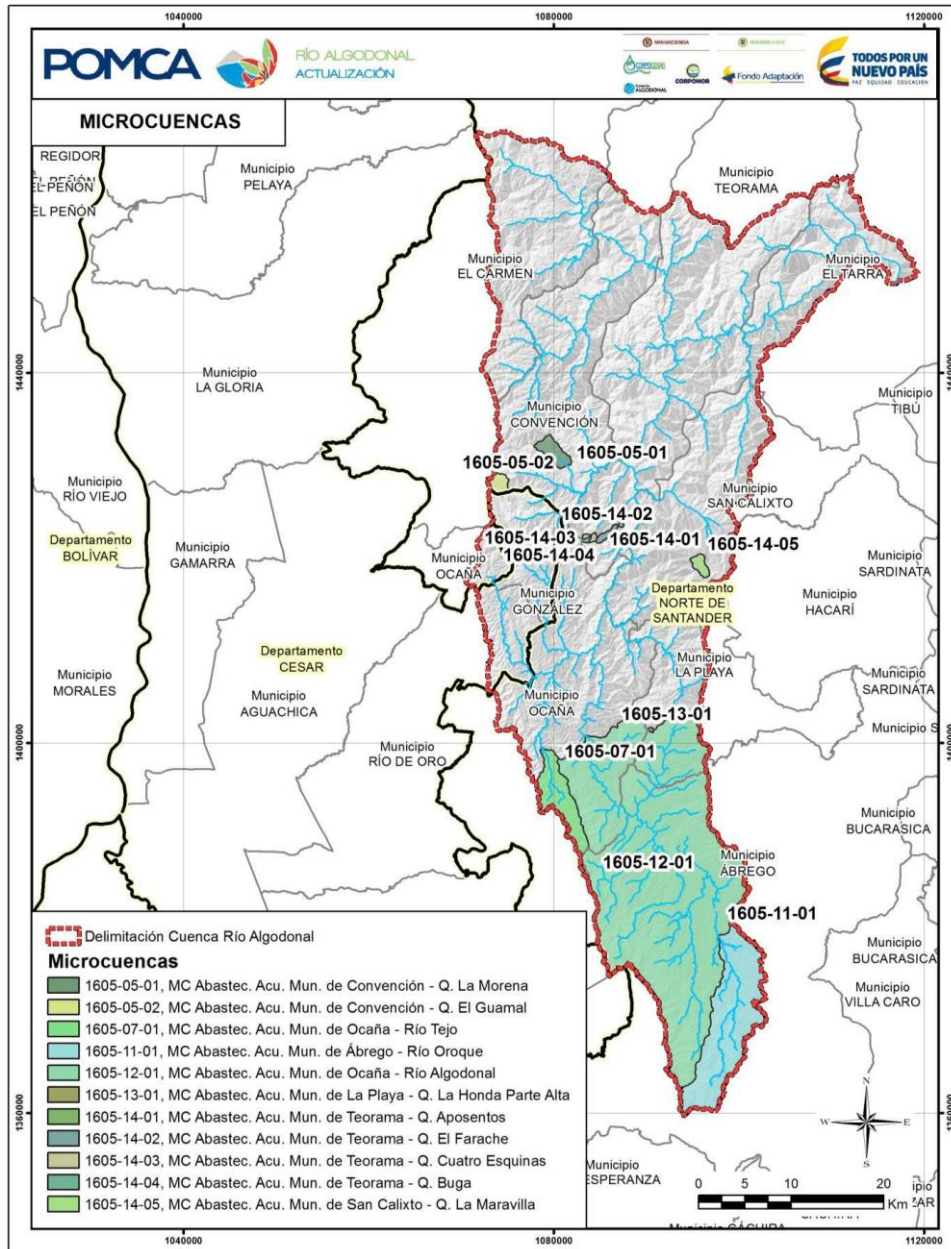 1040000
1080000
1120000
POMCA
RÍO ALGODONAL
ACTUALIZACIÓN
MINHACIENDA
CORPOCESAR
CORPONOR
ALGODONAL
Fondo Adaptación
TODOS POR UN
NUEVO PAÍS
PAZ EQUIDAD EDUCACIÓN
MICROCUENCAS
REGIDOR
EL PEÑÓN
EL PEÑÓN
Municipio
PELAYA
Municipio
TEORAMA
Municipio
EL CARMEN
Municipio
EL TARRA
1440000
Municipio
LA GLORIA
Municipio
TIBÚ
Municipio
CONVENCIÓN
1605-05-01
1605-05-02
Municipio
RÍO VIEJO
Municipio
SAN CALIXTO
1605-14-02
Departamento
BOLÍVAR
Municipio
GAMARRA
1605-14-03
1605-14-01
1605-14-05
1605-14-04
Municipio
OCAÑA
Municipio
SARDINATA
Municipio
GONZÁLEZ
Departamento
NORTE DE
SANTANDER
Municipio
HACARÍ
Departamento
CESAR
Municipio
MORALES
Municipio
AGUACHICA
Municipio
LA PLAYA
Municipio
SARDINATA
Municipio
OCAÑA
1605-13-01
Municipio S
1400000
Municipio
RÍO DE ORO
1605-07-01
Municipio
BUCARASICA
1605-12-01
Municipio
ÁBREGO
1605-11-01
Municipio
BUCARASICA
Municipio
VILLA CARO
Delimitación Cuenca Río Algodonal
Microcuencas
1605-05-01, MC Abastec. Acu. Mun. de Convención - Q. La Morena
1605-05-02, MC Abastec. Acu. Mun. de Convención - Q. El Guamal
1605-07-01, MC Abastec. Acu. Mun. de Ocaña - Río Tejo
1605-11-01, MC Abastec. Acu. Mun. de Ábrego - Río Oroque
1605-12-01, MC Abastec. Acu. Mun. de Ocaña - Río Algodonal
1605-13-01, MC Abastec. Acu. Mun. de La Playa - Q. La Honda Parte Alta
1605-14-01, MC Abastec. Acu. Mun. de Teorama - Q. Aposentos
1605-14-02, MC Abastec. Acu. Mun. de Teorama - Q. El Farache
1605-14-03, MC Abastec. Acu. Mun. de Teorama - Q. Cuatro Esquinas
1605-14-04, MC Abastec. Acu. Mun. de Teorama - Q. Buga
1605-14-05, MC Abastec. Acu. Mun. de San Calixto - Q. La Maravilla
1360000
N
W
E
S
Municipio
ESPERANZA
0 5 10 20
Km
1040000
1080000
1120000